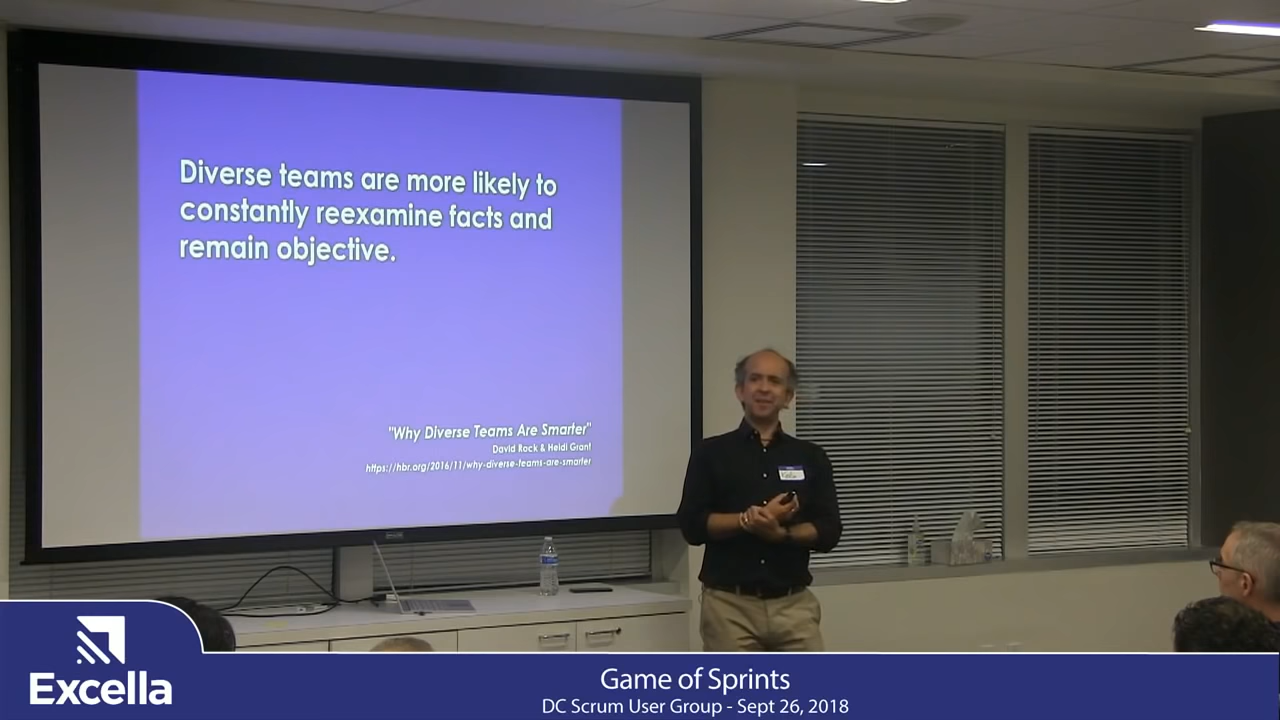 Diverse teams are more likely to
constantly reexamine facts and
remain objective.
"Why Diverse Teams Are Smarter"
David Rock & Heidi Grant
https://hbr.org/2016/11/why-diverse-teams-are-smarter
Excella
Game of Sprints
DC Scrum User Group - Sept 26, 2018